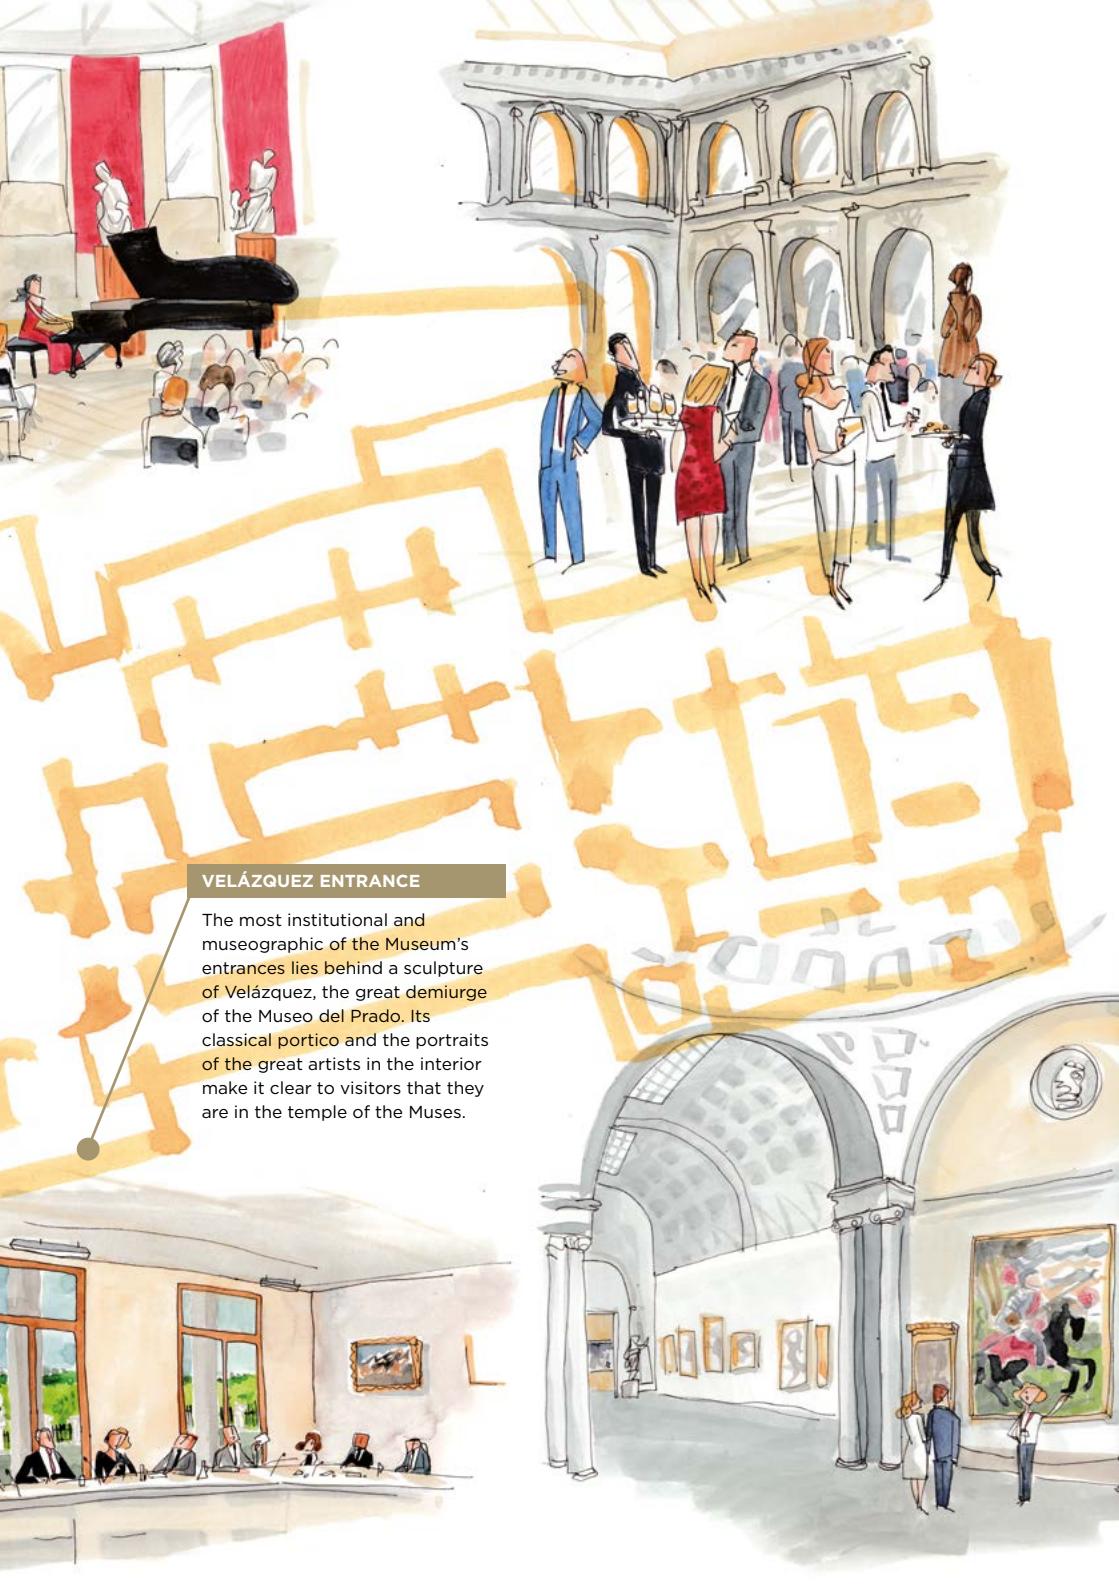 VELÁZQUEZ ENTRANCE
The most institutional and
museographic of the Museum’s
entrances lies behind a sculpture
of Velázquez, the great demiurge
of the Museo del Prado. Its
classical portico and the portraits
of the great artists in the interior
make it clear to visitors that they
are in the temple of the Muses.